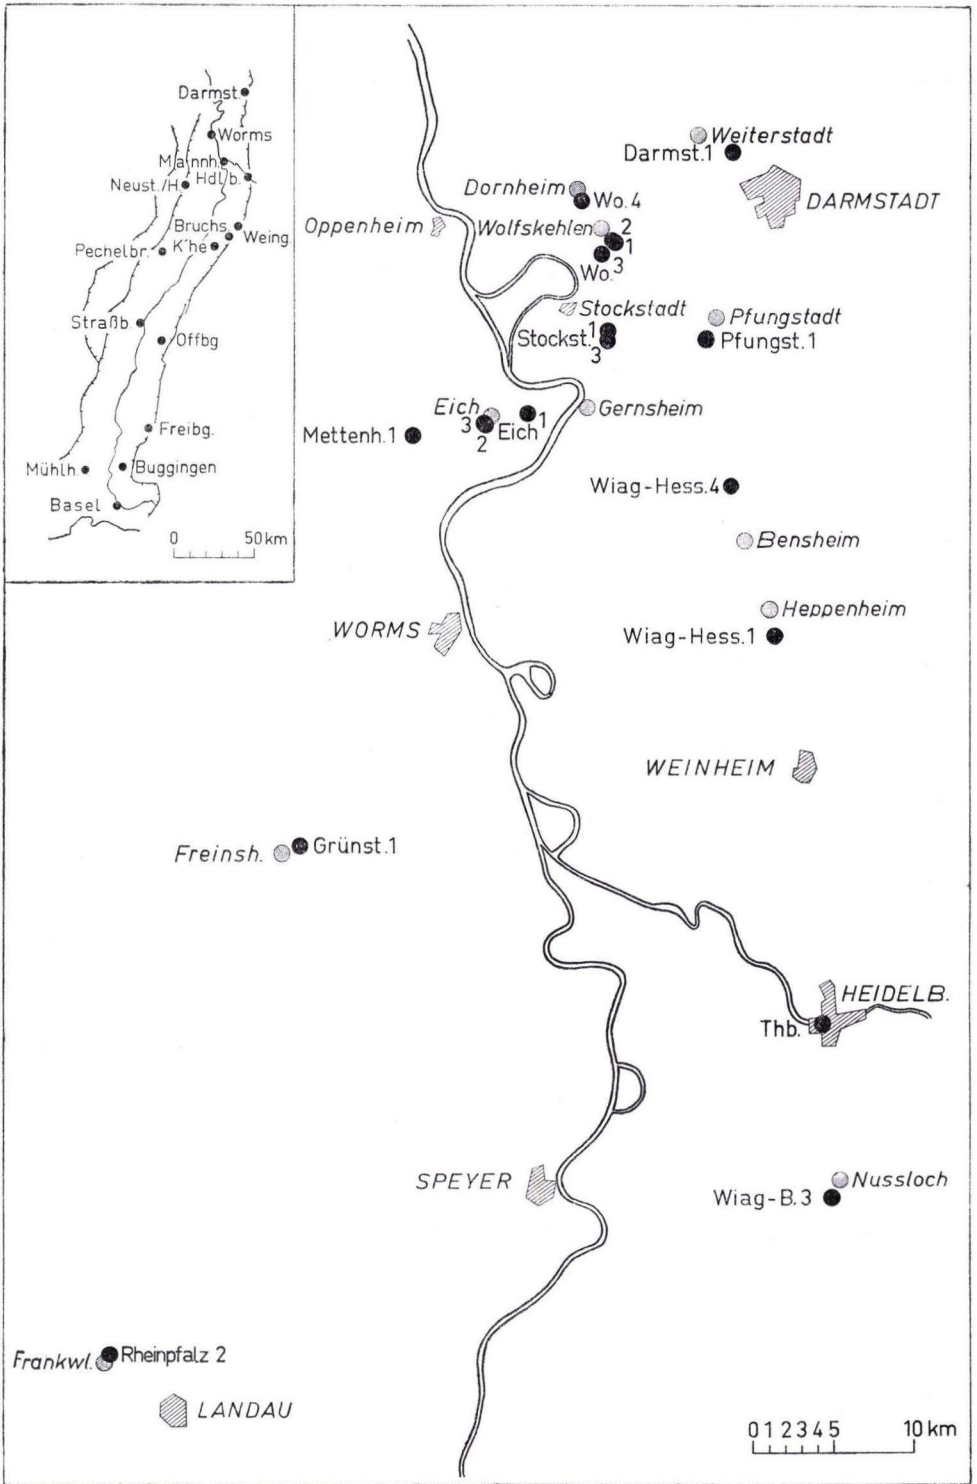 Darmst.
Worms
Mannh.
Neust./H.
Hdlb.
Bruchs.
Weing.
K'he
Pechelbr.
Straßb.
Offbg
Freibg.
Mühlh.
Buggingen
Basel
0 50 km
Weiterstadt
Darmst.1
DARMSTADT
Dornheim
Wo.4
Oppenheim
Wolfskehlen
2
1
Wo.3
Stockstadt
Stockst.1
3
Pfungstadt
Pfungst.1
Eich
3
2
Eich 1
Gernsheim
Mettenh.1
Wiag-Hess.4
Bensheim
Heppenheim
WORMS
Wiag-Hess.1
WEINHEIM
Freinsh.
Grünst.1
HEIDELB.
Thb.
SPEYER
Nussloch
Wiag-B.3
Frankwl.
Rheinpfalz 2
LANDAU
0 1 2 3 4 5 10 km